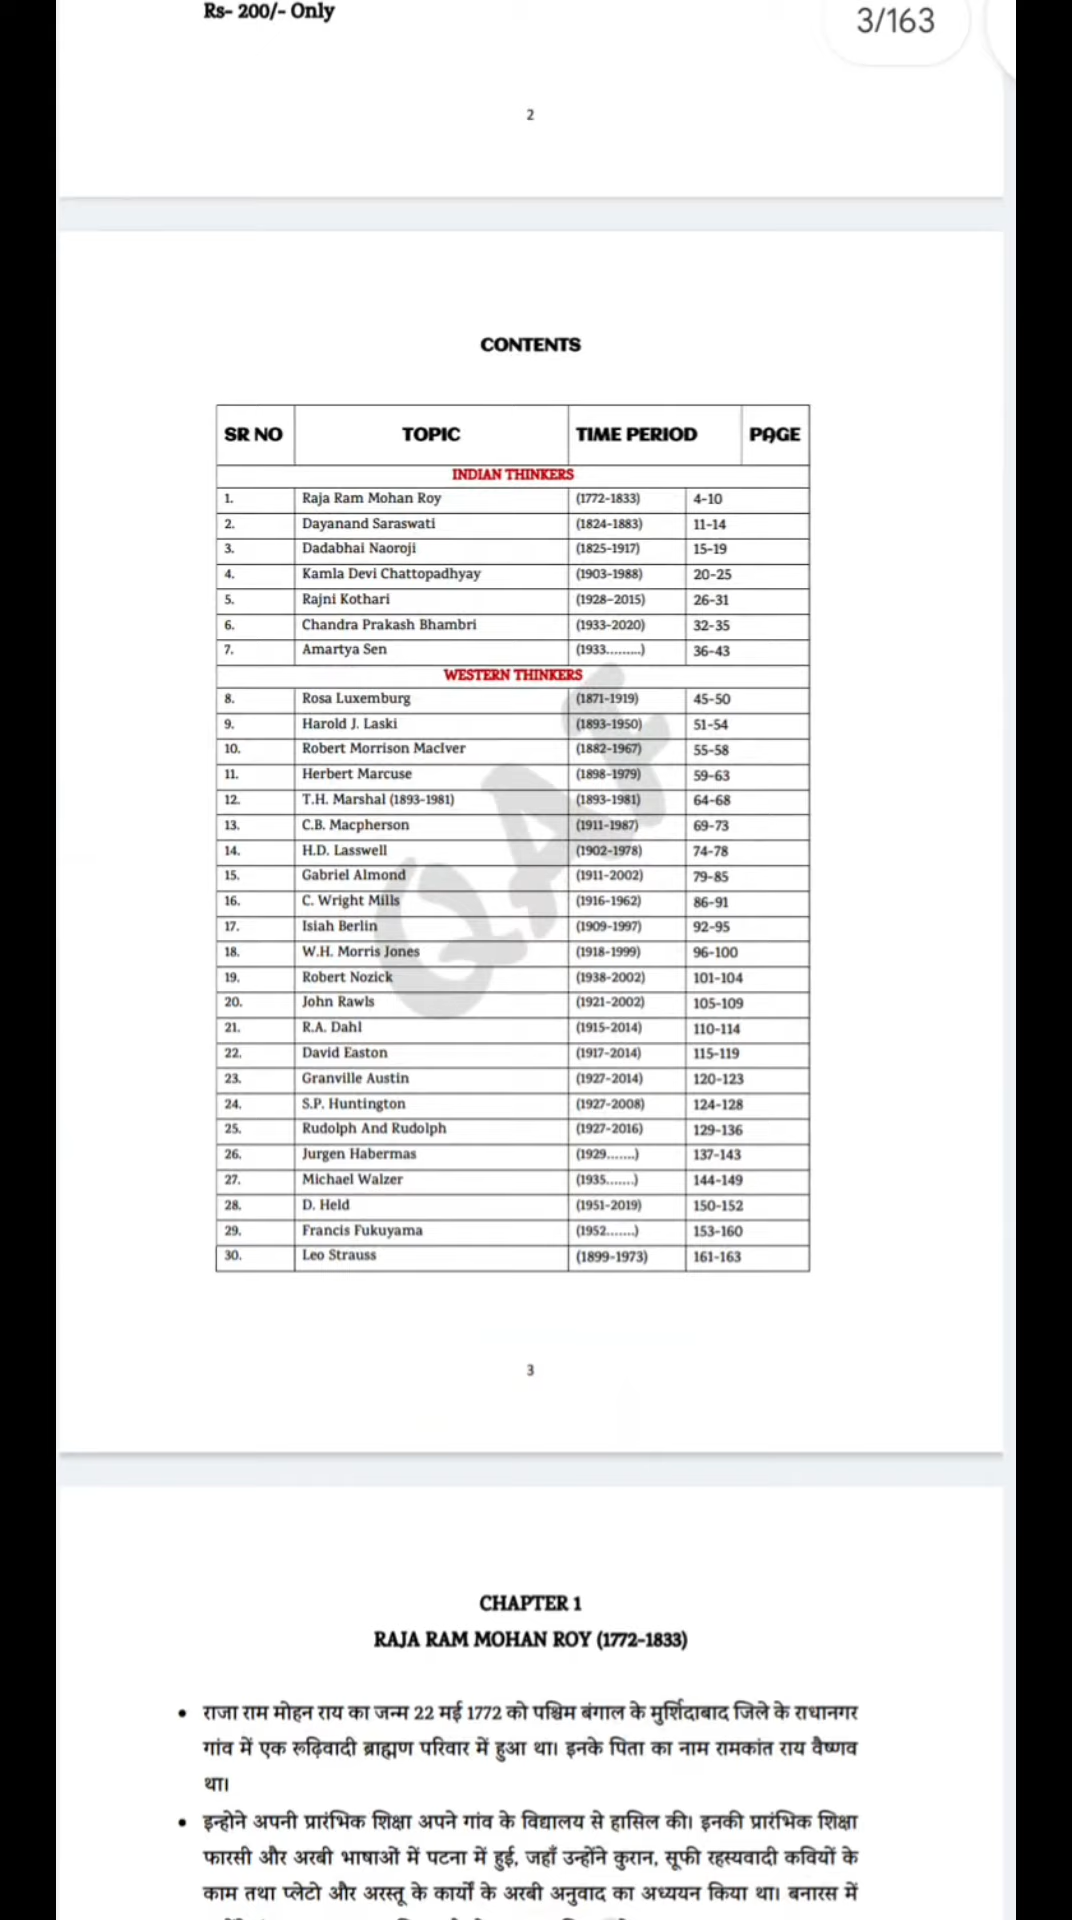 Rs- 200/- Only
3/163
2
CONTENTS
SR NO TOPIC TIME PERIOD PAGE
INDIAN THINKERS
1. Raja Ram Mohan Roy (1772-1833) 4-10
2. Dayanand Saraswati (1824-1883) 11-14
3. Dadabhai Naoroji (1825-1917) 15-19
4. Kamla Devi Chattopadhyay (1903-1988) 20-25
5. Rajni Kothari (1928-2015) 26-31
6. Chandra Prakash Bhambri (1933-2020) 32-35
7. Amartya Sen (1933.........) 36-43
WESTERN THINKERS
8. Rosa Luxemburg (1871-1919) 45-50
9. Harold J. Laski (1893-1950) 51-54
10. Robert Morrison MacIver (1882-1967) 55-58
11. Herbert Marcuse (1898-1979) 59-63
12. T.H. Marshal (1893-1981) (1893-1981) 64-68
13. C.B. Macpherson (1911-1987) 69-73
14. H.D. Lasswell (1902-1978) 74-78
15. Gabriel Almond (1911-2002) 79-85
16. C. Wright Mills (1916-1962) 86-91
17. Isiah Berlin (1909-1997) 92-95
18. W.H. Morris Jones (1918-1999) 96-100
19. Robert Nozick (1938-2002) 101-104
20. John Rawls (1921-2002) 105-109
21. R.A. Dahl (1915-2014) 110-114
22. David Easton (1917-2014) 115-119
23. Granville Austin (1927-2014) 120-123
24. S.P. Huntington (1927-2008) 124-128
25. Rudolph And Rudolph (1927-2016) 129-136
26. Jurgen Habermas (1929.......) 137-143
27. Michael Walzer (1935.......) 144-149
28. D. Held (1951-2019) 150-152
29. Francis Fukuyama (1952.......) 153-160
30. Leo Strauss (1899-1973) 161-163
QAF
3
CHAPTER 1
RAJA RAM MOHAN ROY (1772-1833)
• राजा राम मोहन राय का जन्म 22 मई 1772 को पश्चिम बंगाल के मुर्शिदाबाद जिले के राधानगर
गांव में एक रूढ़िवादी ब्राह्मण परिवार में हुआ था। इनके पिता का नाम रामकांत राय वैष्णव
था।
• इन्होने अपनी प्रारंभिक शिक्षा अपने गांव के विद्यालय से हासिल की। इनकी प्रारंभिक शिक्षा
फारसी और अरबी भाषाओं में पटना में हुई, जहाँ उन्होंने कुरान, सूफी रहस्यवादी कवियों के
काम तथा प्लेटो और अरस्तू के कार्यों के अरबी अनुवाद का अध्ययन किया था। बनारस में